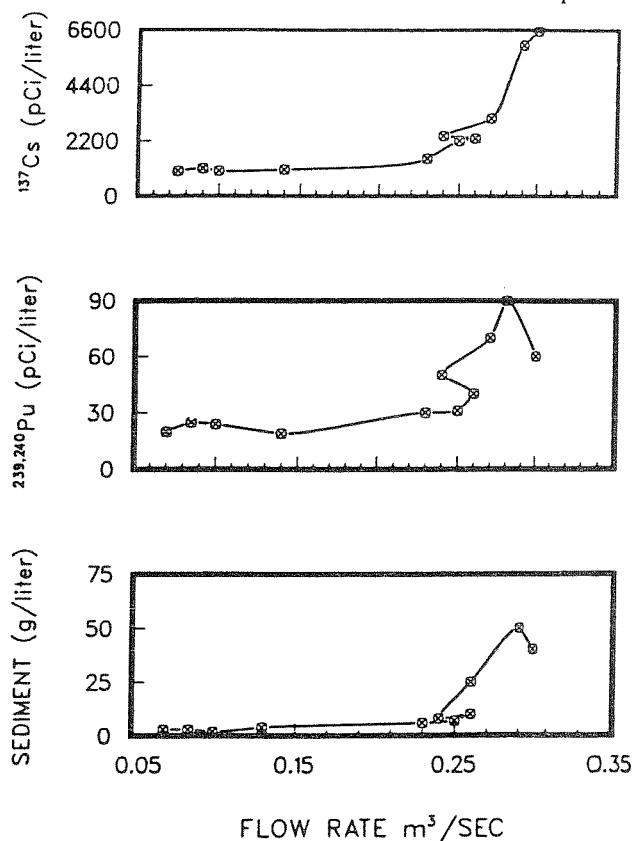 6600
4400
2200
0
¹³⁷Cs (pCi/liter)
90
60
30
0
²³⁹,²⁴⁰Pu (pCi/liter)
75
50
25
0
SEDIMENT (g/liter)
0.05 0.15 0.25 0.35
FLOW RATE m³/SEC